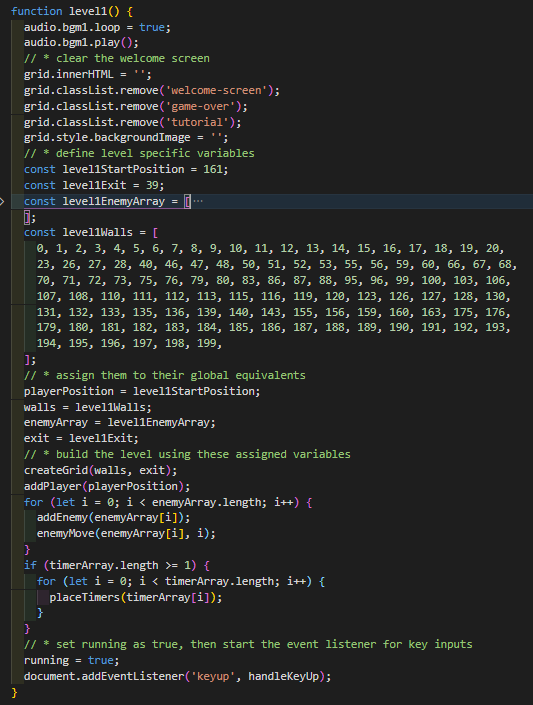 function level1() {
audio.bgm1.loop = true;
audio.bgm1.play();
// * clear the welcome screen
grid.innerHTML = '';
grid.classList.remove('welcome-screen');
grid.classList.remove('game-over');
grid.classList.remove('tutorial');
grid.style.backgroundImage = '';
// * define level specific variables
const level1StartPosition = 161;
const level1Exit = 39;
const level1EnemyArray = [ ···
];
const level1Walls = [
0, 1, 2, 3, 4, 5, 6, 7, 8, 9, 10, 11, 12, 13, 14, 15, 16, 17, 18, 19, 20,
23, 26, 27, 28, 40, 46, 47, 48, 50, 51, 52, 53, 55, 56, 59, 60, 66, 67, 68,
70, 71, 72, 73, 75, 76, 79, 80, 83, 86, 87, 88, 95, 96, 99, 100, 103, 106,
107, 108, 110, 111, 112, 113, 115, 116, 119, 120, 123, 126, 127, 128, 130,
131, 132, 133, 135, 136, 139, 140, 143, 155, 156, 159, 160, 163, 175, 176,
179, 180, 181, 182, 183, 184, 185, 186, 187, 188, 189, 190, 191, 192, 193,
194, 195, 196, 197, 198, 199,
];
// * assign them to their global equivalents
playerPosition = level1StartPosition;
walls = level1Walls;
enemyArray = level1EnemyArray;
exit = level1Exit;
// * build the level using these assigned variables
createGrid(walls, exit);
addPlayer(playerPosition);
for (let i = 0; i < enemyArray.length; i++) {
addEnemy(enemyArray[i]);
enemyMove(enemyArray[i], i);
}
if (timerArray.length >= 1) {
for (let i = 0; i < timerArray.length; i++) {
placeTimers(timerArray[i]);
}
}
// * set running as true, then start the event listener for key inputs
running = true;
document.addEventListener('keyup', handleKeyUp);
}